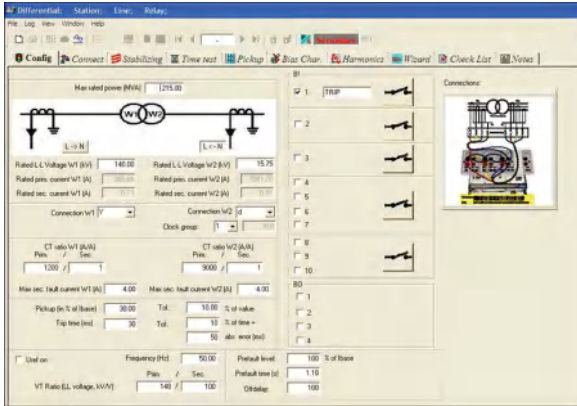 Differential: Station: Line: Relay:
File Log View Window Help
Config Connect Stabilizing Time test Pickup Bias Char. Harmonics Wizard Check List Notes
Max rated power (MVA) 215.00
W1 W2
L -> N L <- N
Rated L-L Voltage W1 (kV) 140.00 Rated L-L Voltage W2 (kV) 15.75
Rated prim. current W1 (A) Rated prim. current W2 (A)
Rated sec. current W1 (A) Rated sec. current W2 (A)
Connection W1 Y Connection W2 d
Clock group: 1
CT ratio W1 (A/A) CT ratio W2 (A/A)
Prim. / Sec. Prim. / Sec.
1200 / 1 9000 / 1
Max sec. fault current W1 (A) 4.00 Max sec. fault current W2 (A) 4.00
Pickup (in % of Ibase) 30.00 Tol. 10.00 % of value
Trip time (ms) 30 Tol. 10 % of time +
50 abs. error (ms)
Uref on Frequency (Hz) 50.00
Prim. Sec.
VT Ratio (LL voltage, kV/V) 140 / 100
Prefault level: 100 % of Ibase
Prefault time (s) 1.10
Offdelay: 100
BI
1 TRIP
2
3
4
5
6
7
8
9
10
BO
1
2
3
4
Connections: